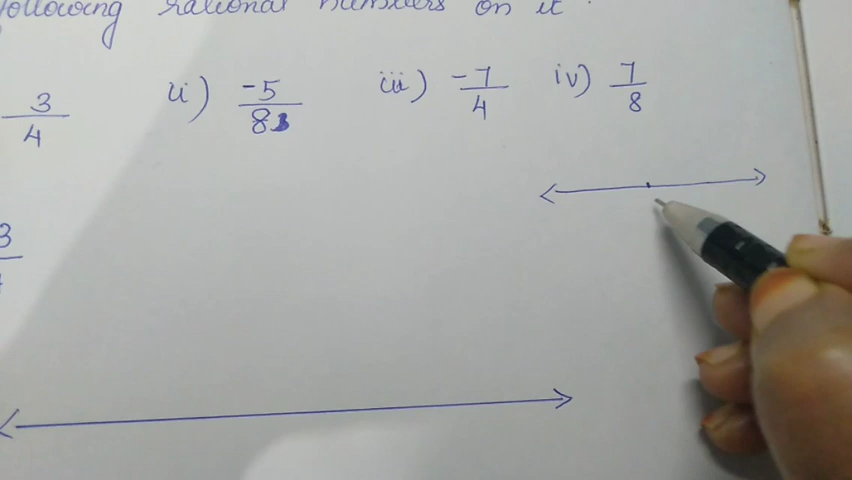 following rational numbers on it .
3/4 ii) -5/8 iii) -7/4 iv) 7/8
3